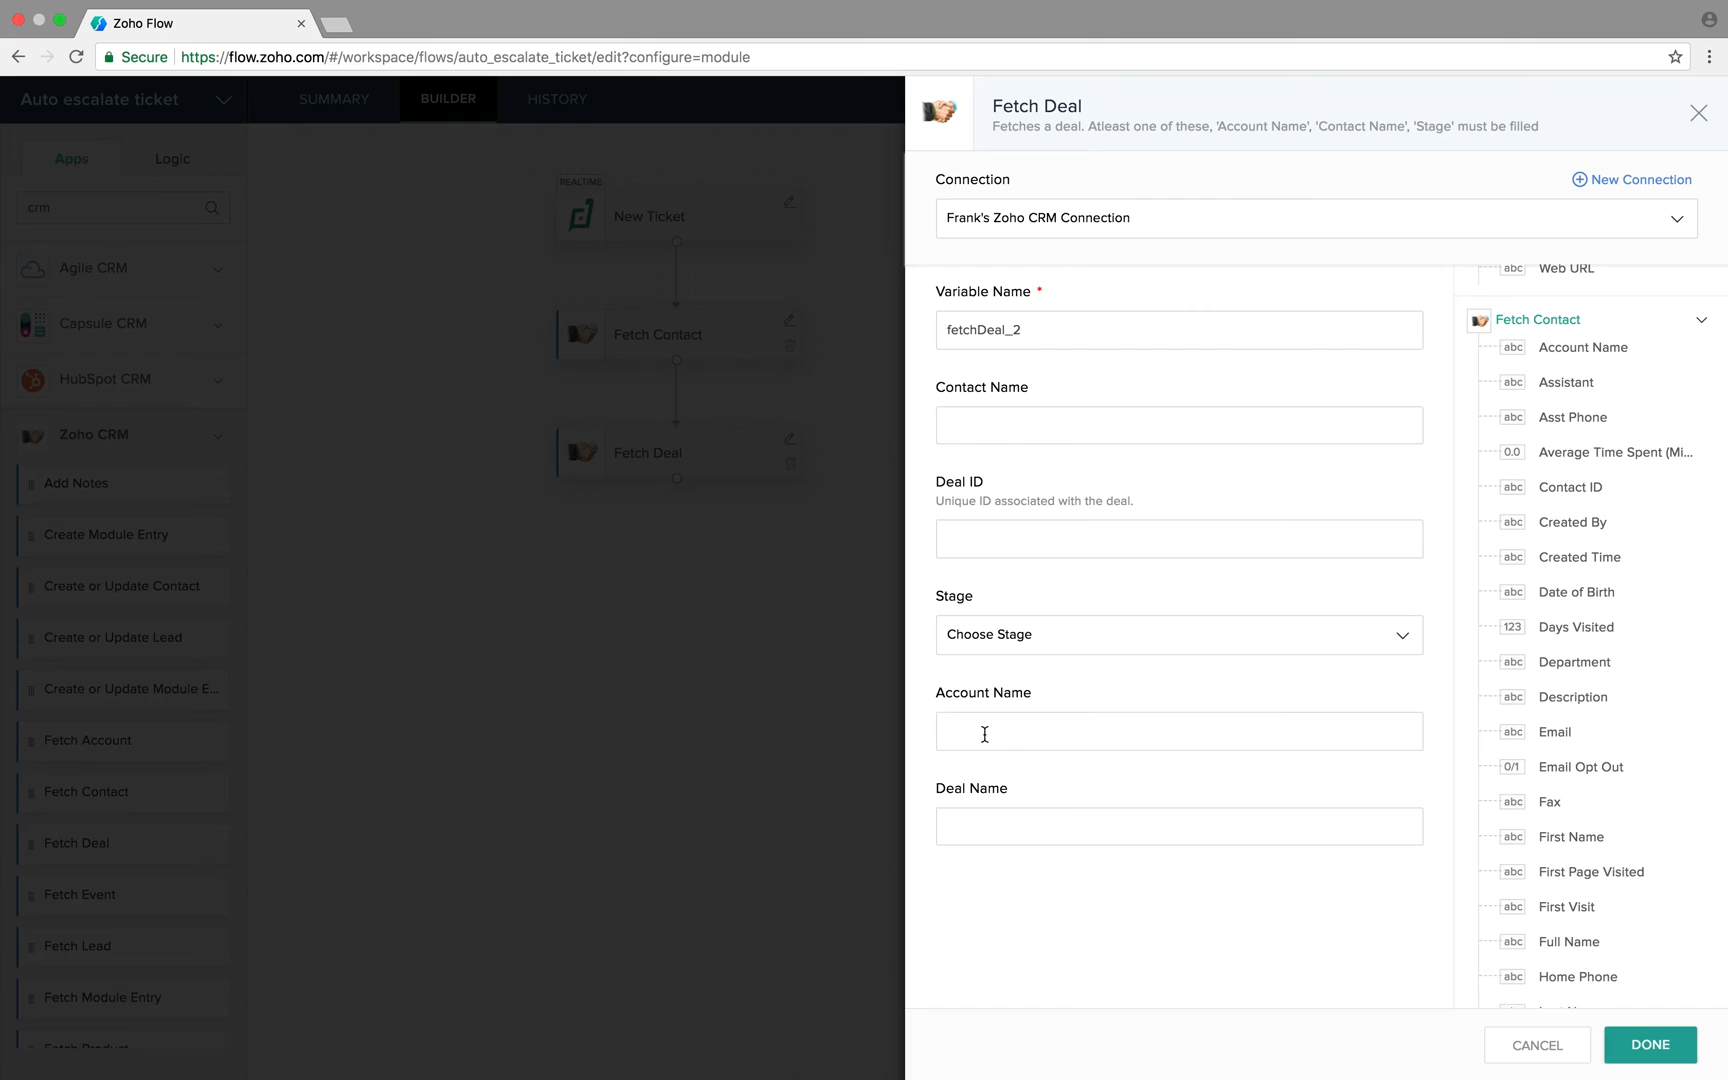 Zoho Flow
Secure https://flow.zoho.com/#/workspace/flows/auto_escalate_ticket/edit?configure=module
Auto escalate ticket
SUMMARY
BUILDER
HISTORY
Apps
Logic
crm
Agile CRM
Capsule CRM
HubSpot CRM
Zoho CRM
Add Notes
Create Module Entry
Create or Update Contact
Create or Update Lead
Create or Update Module E...
Fetch Account
Fetch Contact
Fetch Deal
Fetch Event
Fetch Lead
Fetch Module Entry
Fetch Product
REALTIME
New Ticket
Fetch Contact
Fetch Deal
Fetch Deal
Fetches a deal. Atleast one of these, 'Account Name', 'Contact Name', 'Stage' must be filled
Connection
New Connection
Frank's Zoho CRM Connection
Variable Name *
fetchDeal_2
Contact Name
Deal ID
Unique ID associated with the deal.
Stage
Choose Stage
Account Name
Deal Name
abc Web URL
Fetch Contact
abc Account Name
abc Assistant
abc Asst Phone
0.0 Average Time Spent (Mi...
abc Contact ID
abc Created By
abc Created Time
abc Date of Birth
123 Days Visited
abc Department
abc Description
abc Email
0/1 Email Opt Out
abc Fax
abc First Name
abc First Page Visited
abc First Visit
abc Full Name
abc Home Phone
CANCEL
DONE